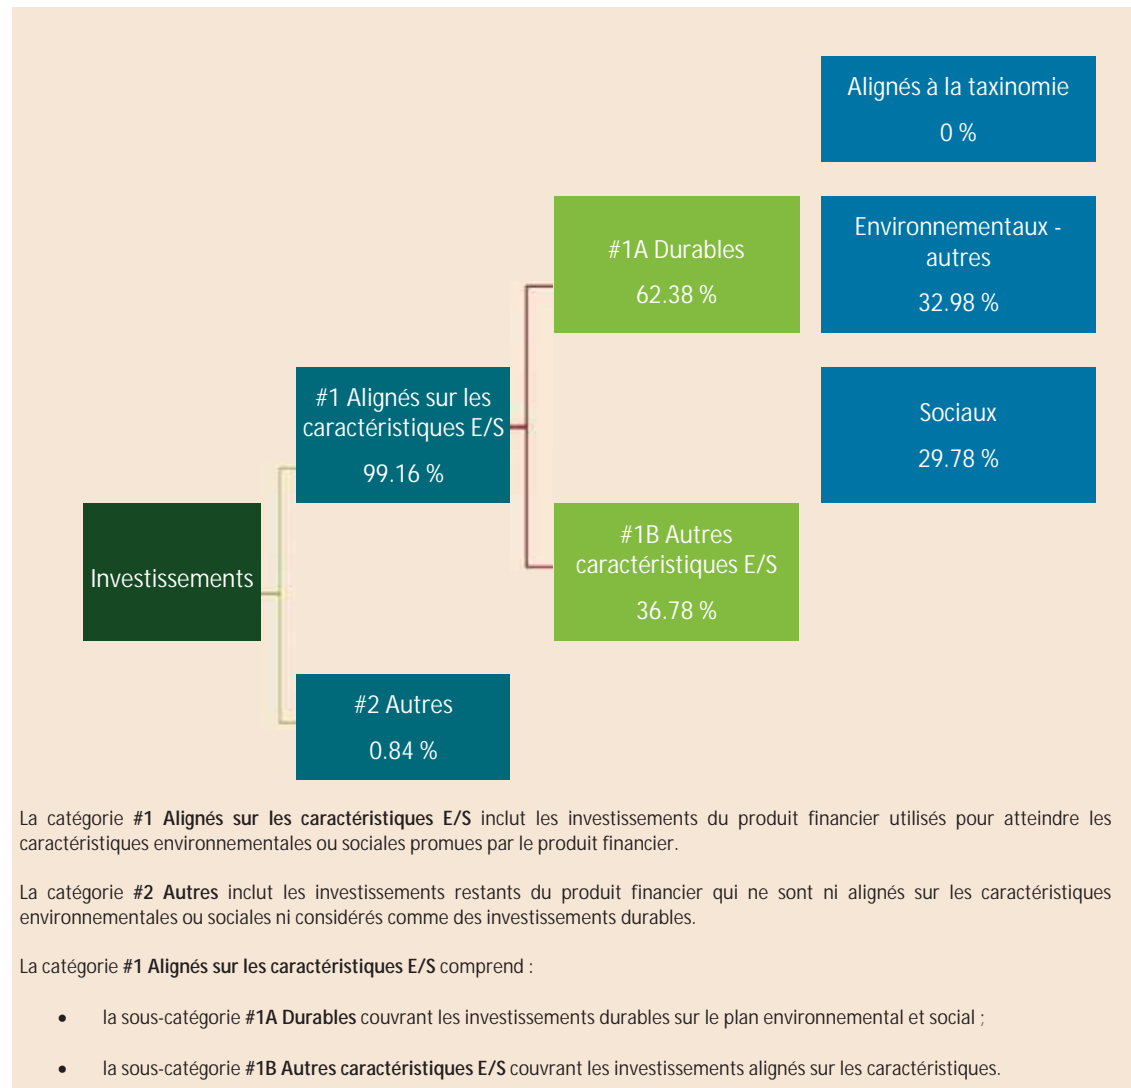 Alignés à la taxinomie
0 %
Environnementaux -
autres
32.98 %
#1A Durables
62.38 %
#1 Alignés sur les
caractéristiques E/S
99.16 %
Sociaux
29.78 %
Investissements
#1B Autres
caractéristiques E/S
36.78 %
#2 Autres
0.84 %
La catégorie #1 Alignés sur les caractéristiques E/S inclut les investissements du produit financier utilisés pour atteindre les
caractéristiques environnementales ou sociales promues par le produit financier.
La catégorie #2 Autres inclut les investissements restants du produit financier qui ne sont ni alignés sur les caractéristiques
environnementales ou sociales ni considérés comme des investissements durables.
La catégorie #1 Alignés sur les caractéristiques E/S comprend :
• la sous-catégorie #1A Durables couvrant les investissements durables sur le plan environnemental et social ;
• la sous-catégorie #1B Autres caractéristiques E/S couvrant les investissements alignés sur les caractéristiques.